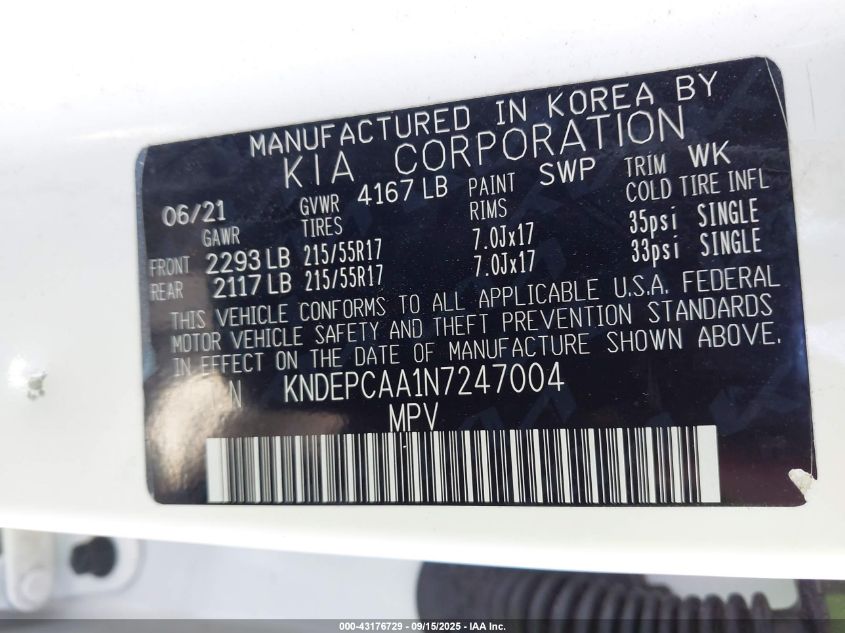 MANUFACTURED IN KOREA BY
KIA CORPORATION
06/21 GVWR 4167 LB PAINT SWP TRIM WK
GAWR TIRES RIMS COLD TIRE INFL
FRONT 2293 LB 215/55R17 7.0Jx17 35psi SINGLE
REAR 2117 LB 215/55R17 7.0Jx17 33psi SINGLE
THIS VEHICLE CONFORMS TO ALL APPLICABLE U.S.A. FEDERAL
MOTOR VEHICLE SAFETY AND THEFT PREVENTION STANDARDS
IN EFFECT ON THE DATE OF MANUFACTURE SHOWN ABOVE.
N KNDEPCAA1N7247004
MPV
000-43176729 - 09/15/2025 - IAA Inc.